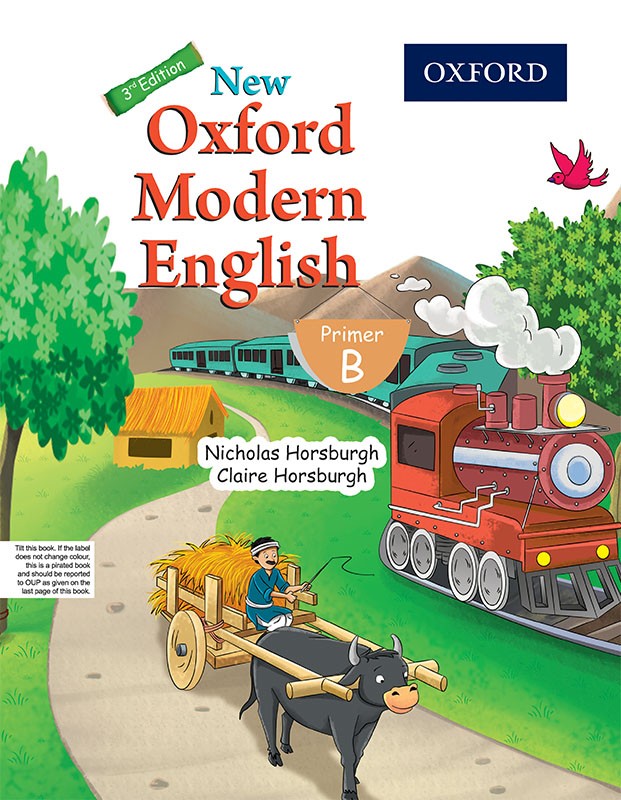 3rd Edition
New
Oxford
Modern
English
OXFORD
Primer
B
Nicholas Horsburgh
Claire Horsburgh
Tilt this book. If the label
does not change colour,
this is a pirated book
and should be reported
to OUP as given on the
last page of this book.